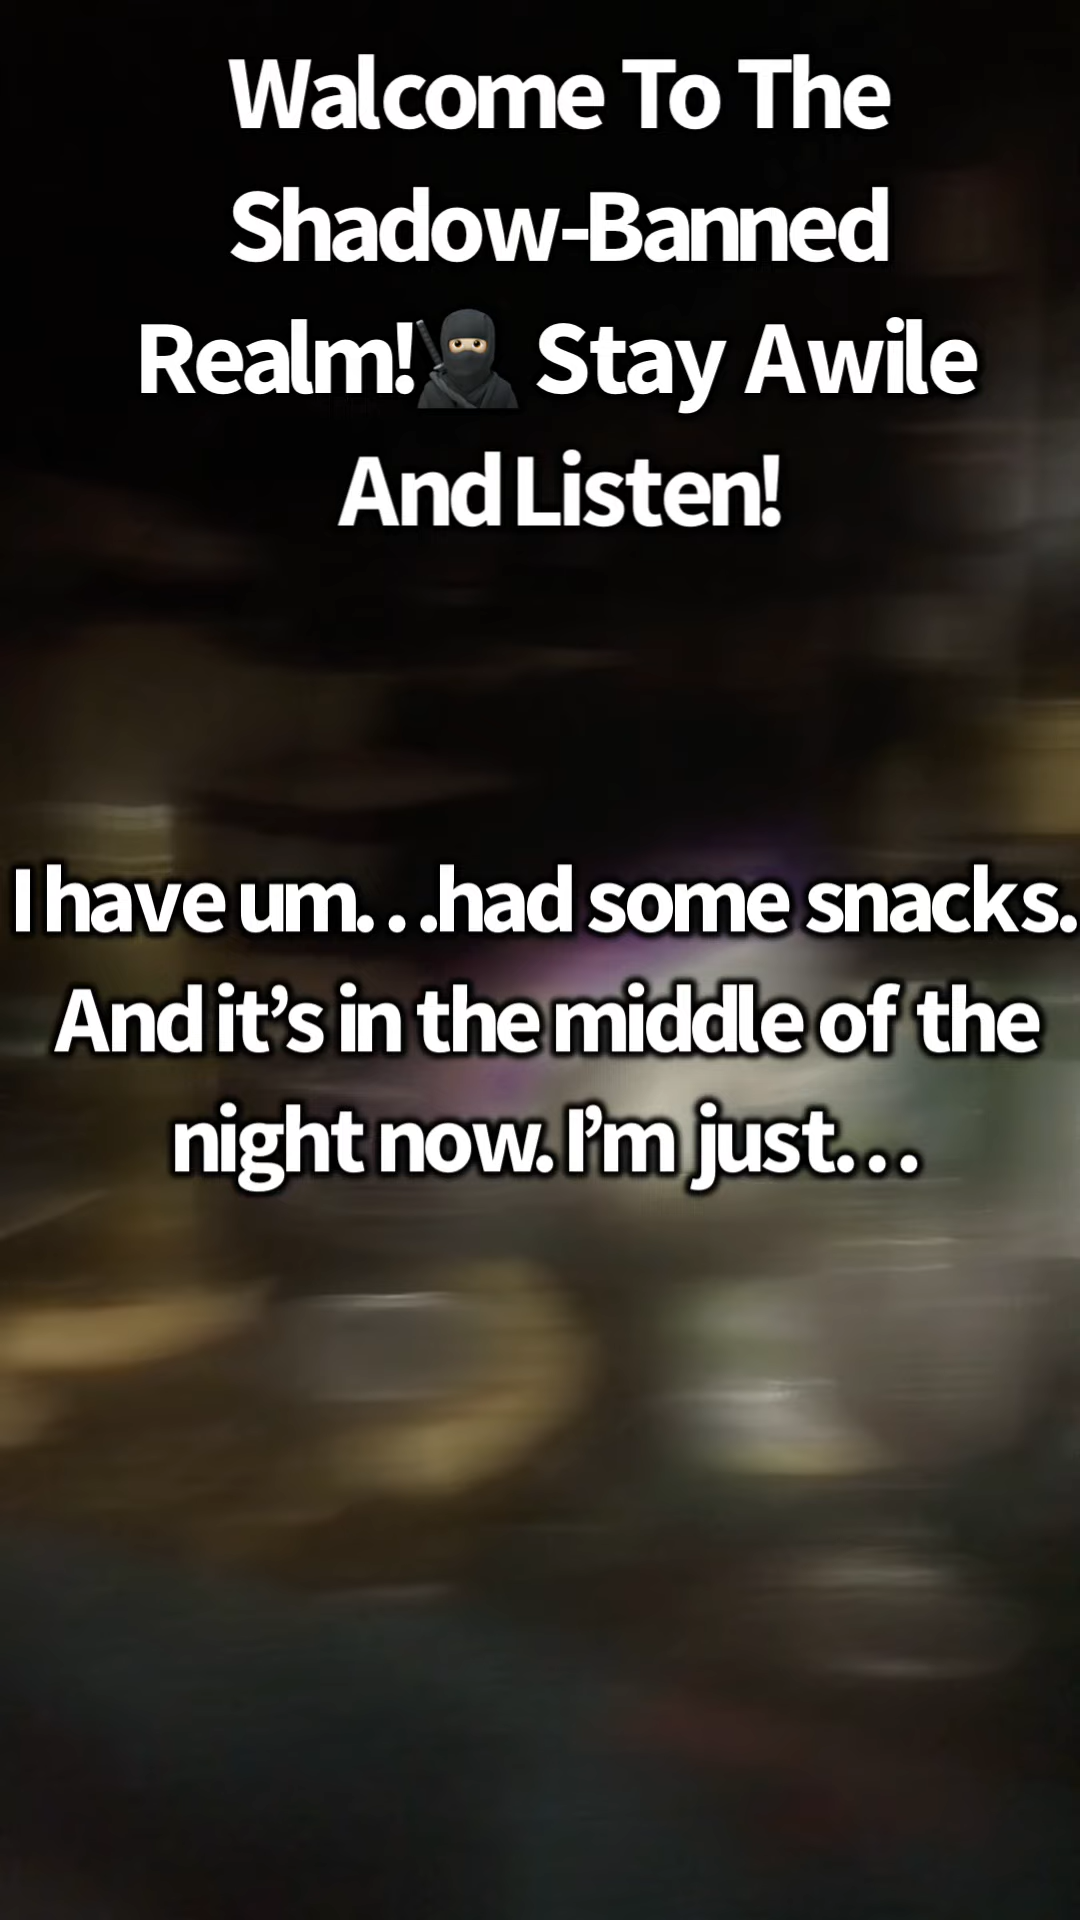 Walcome To The
Shadow-Banned
Realm!🥷🏻 Stay Awile
And Listen!
I have um…had some snacks.
And it’s in the middle of the
night now. I’m just…